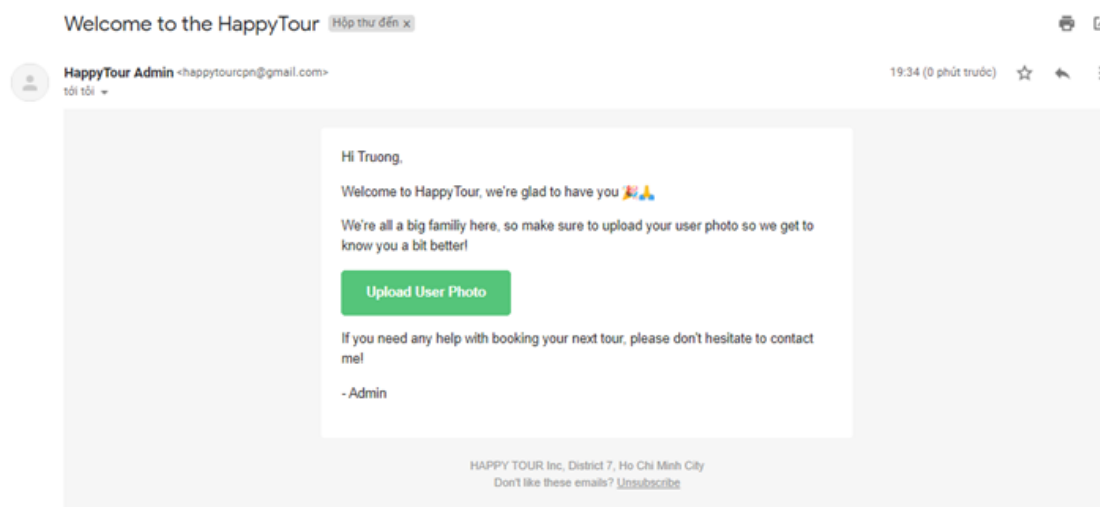 Welcome to the HappyTour Hộp thư đến x
HappyTour Admin <happytourcpn@gmail.com> 19:34 (0 phút trước)
tới tôi
Hi Truong,
Welcome to HappyTour, we're glad to have you 🎉🙏
We're all a big familiy here, so make sure to upload your user photo so we get to
know you a bit better!
Upload User Photo
If you need any help with booking your next tour, please don't hesitate to contact
me!
- Admin
HAPPY TOUR Inc, District 7, Ho Chi Minh City
Don't like these emails? Unsubscribe